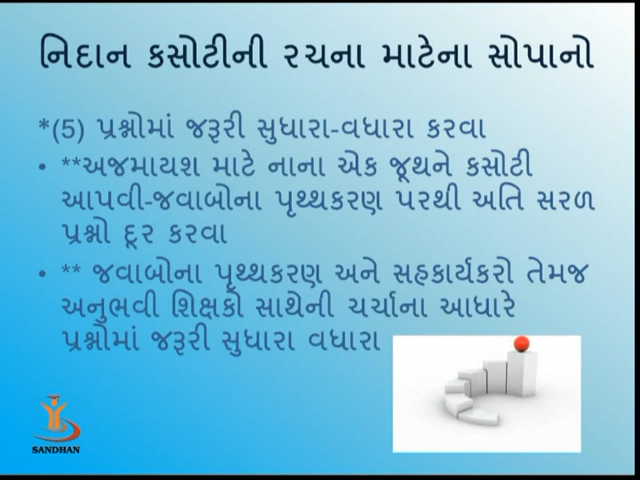 નિદાન કસોટીની રચના માટેના સોપાનો
*(5) પ્રશ્નોમાં જરૂરી સુધારા-વધારા કરવા
• **અજમાયશ માટે નાના એક જૂથને કસોટી
આપવી-જવાબોના પૃથ્થકરણ પરથી અતિ સરળ
પ્રશ્નો દૂર કરવા
• ** જવાબોના પૃથ્થકરણ અને સહકાર્યકરો તેમજ
અનુભવી શિક્ષકો સાથેની ચર્ચાના આધારે
પ્રશ્નોમાં જરૂરી સુધારા વધારા
SANDHAN